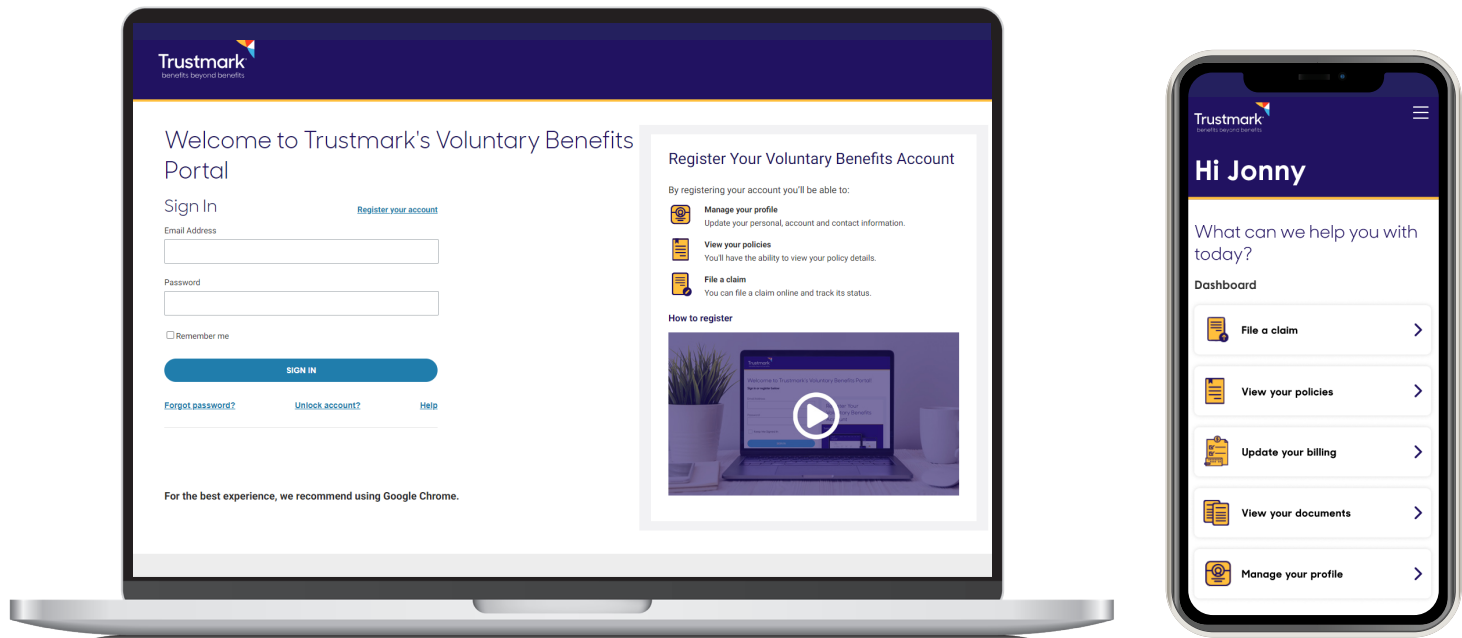 Trustmark
benefits beyond benefits
Welcome to Trustmark's Voluntary Benefits
Portal
Sign In
Register your account
Email Address
Password
Remember me
SIGN IN
Forgot password?
Unlock account?
Help
For the best experience, we recommend using Google Chrome.
Register Your Voluntary Benefits Account
By registering your account you'll be able to:
Manage your profile
Update your personal, account and contact information.
View your policies
You'll have the ability to view your policy details.
File a claim
You can file a claim online and track its status.
How to register
Trustmark
Welcome to Trustmark's Voluntary Benefits Portal!
Trustmark
benefits beyond benefits
Hi Jonny
What can we help you with
today?
Dashboard
File a claim
View your policies
Update your billing
View your documents
Manage your profile